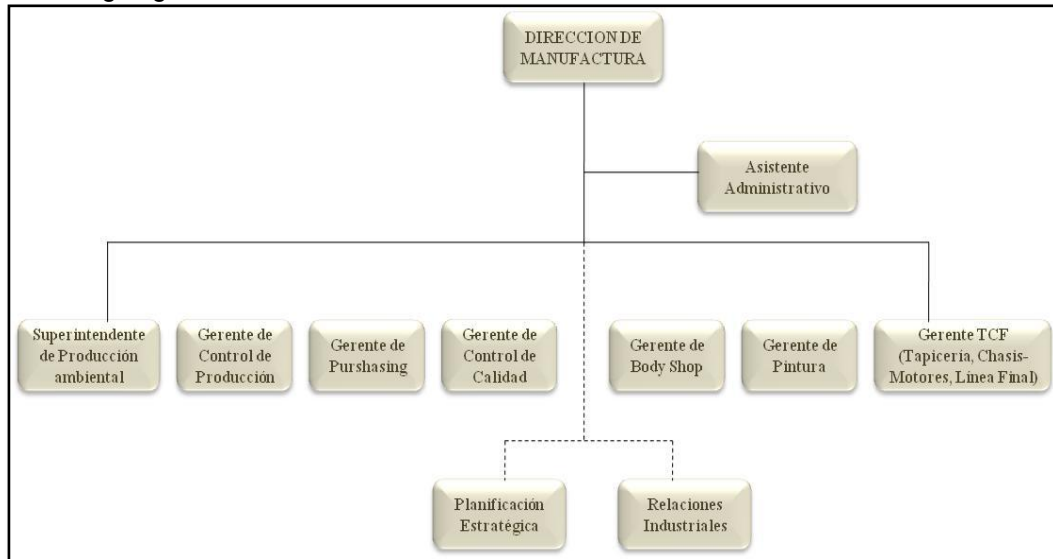 DIRECCION DE
MANUFACTURA
Asistente
Administrativo
Superintendente
de Producción
ambiental
Gerente de
Control de
Producción
Gerente de
Purshasing
Gerente de
Control de
Calidad
Gerente de
Body Shop
Gerente de
Pintura
Gerente TCF
(Tapicería, Chasis-
Motores, Línea Final)
Planificación
Estratégica
Relaciones
Industriales